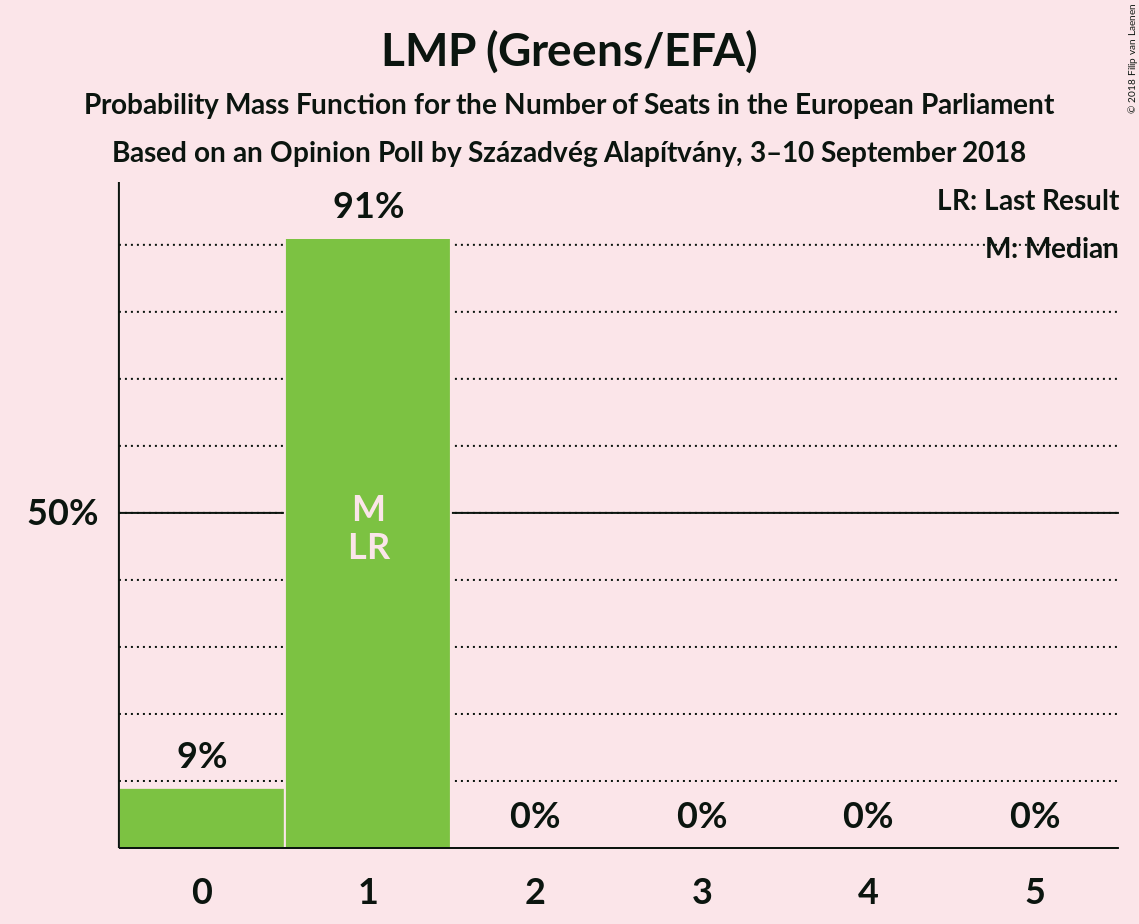 LMP (Greens/EFA)
Probability Mass Function for the Number of Seats in the European Parliament
Based on an Opinion Poll by Századvég Alapítvány, 3–10 September 2018
© 2018 Filip van Laenen
LR: Last Result
M: Median
91%
50%
M
LR
9%
0%
0%
0%
0%
0
1
2
3
4
5